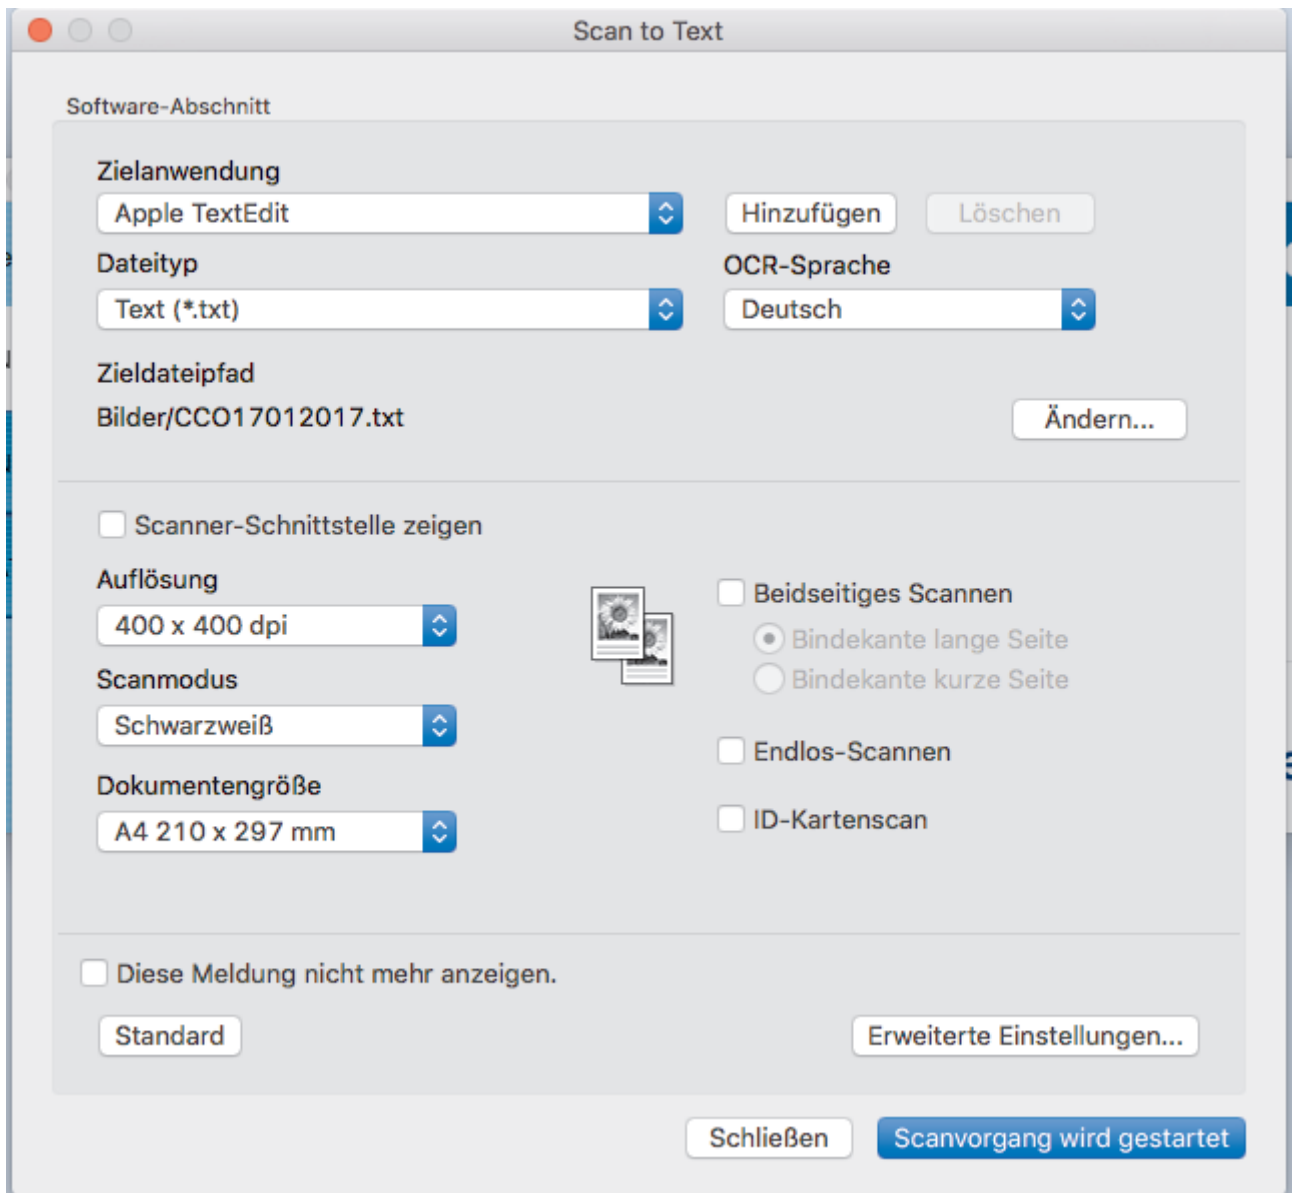 Scan to Text
Software-Abschnitt
Zielanwendung
Apple TextEdit
Hinzufügen
Löschen
Dateityp
OCR-Sprache
Text (*.txt)
Deutsch
Zieldateipfad
Bilder/CCO17012017.txt
Ändern...
Scanner-Schnittstelle zeigen
Auflösung
400 x 400 dpi
Scanmodus
Schwarzweiß
Dokumentengröße
A4 210 x 297 mm
Beidseitiges Scannen
Bindekante lange Seite
Bindekante kurze Seite
Endlos-Scannen
ID-Kartenscan
Diese Meldung nicht mehr anzeigen.
Standard
Erweiterte Einstellungen...
Schließen
Scanvorgang wird gestartet